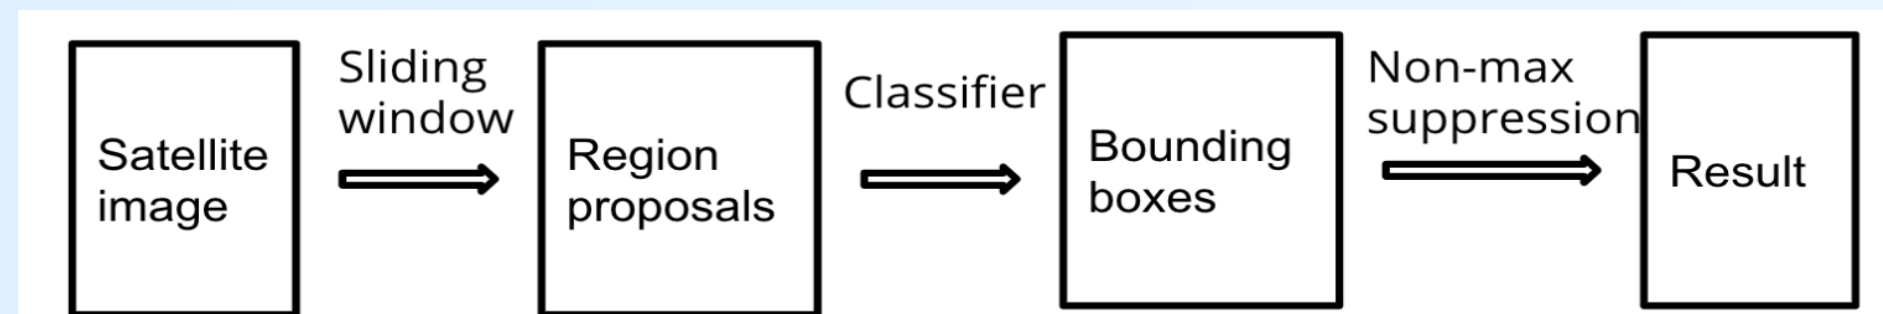 Satellite
image
Sliding
window
Region
proposals
Classifier
Bounding
boxes
Non-max
suppression
Result